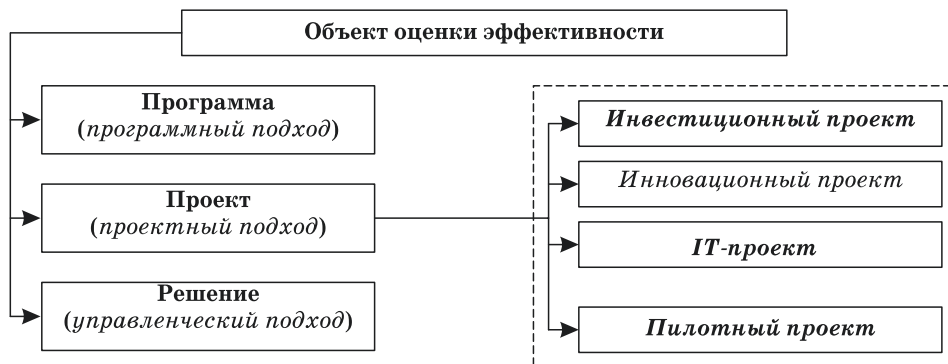 Объект оценки эффективности
Программа
(программный подход)
Проект
(проектный подход)
Решение
(управленческий подход)
Инвестиционный проект
Инновационный проект
IT-проект
Пилотный проект